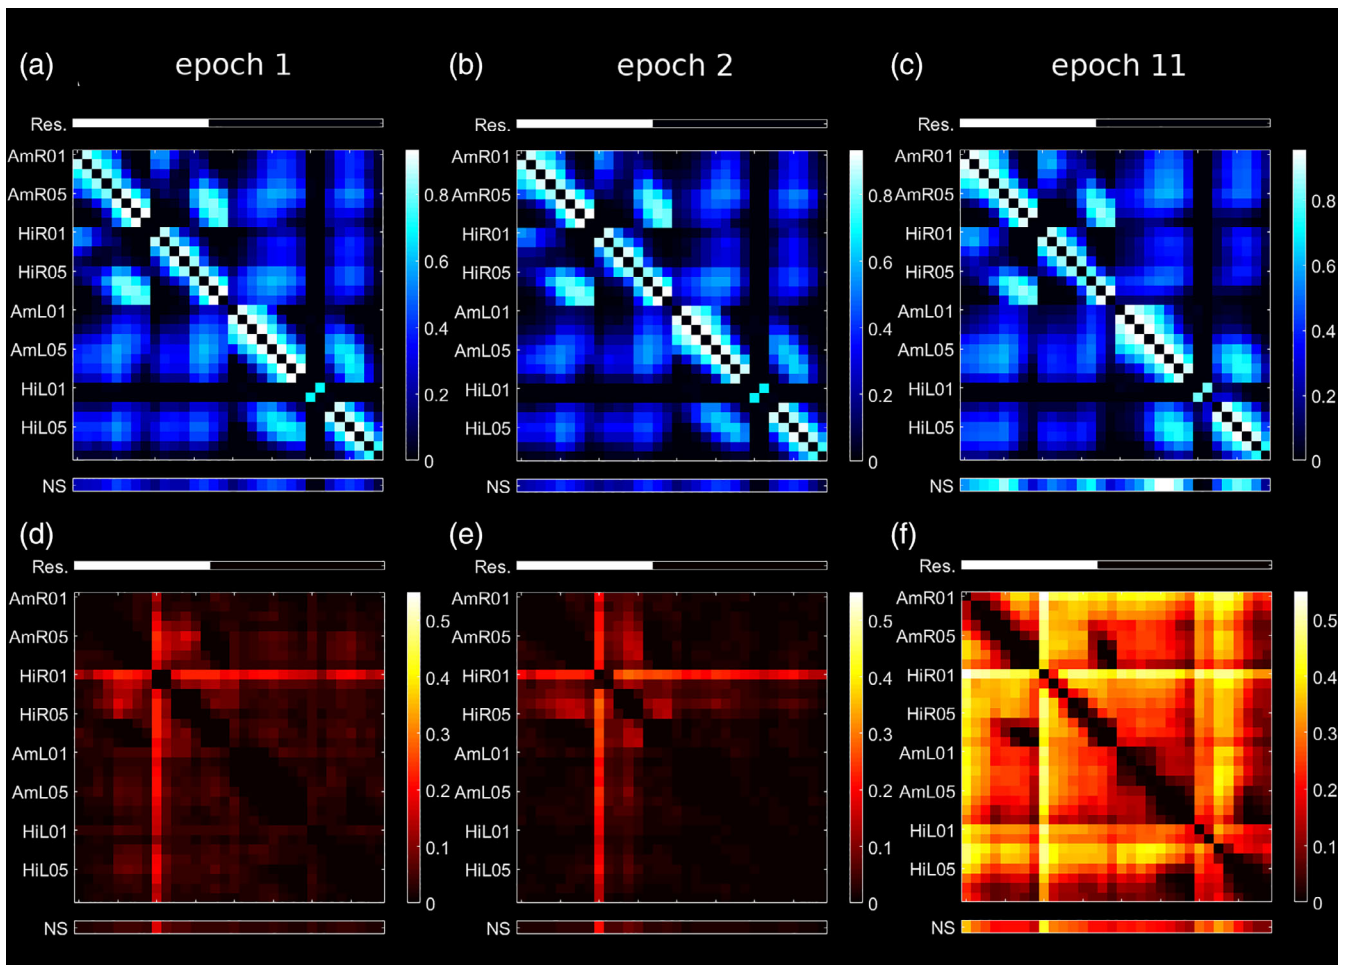 (a) epoch 1
(b) epoch 2
(c) epoch 11
Res.
AmR01
AmR05
HiR01
HiR05
AmL01
AmL05
HiL01
HiL05
NS
0.8
0.6
0.4
0.2
0
Res.
AmR01
AmR05
HiR01
HiR05
AmL01
AmL05
HiL01
HiL05
NS
0.8
0.6
0.4
0.2
0
Res.
AmR01
AmR05
HiR01
HiR05
AmL01
AmL05
HiL01
HiL05
NS
0.8
0.6
0.4
0.2
0
(d)
(e)
(f)
Res.
AmR01
AmR05
HiR01
HiR05
AmL01
AmL05
HiL01
HiL05
NS
0.5
0.4
0.3
0.2
0.1
0
Res.
AmR01
AmR05
HiR01
HiR05
AmL01
AmL05
HiL01
HiL05
NS
0.5
0.4
0.3
0.2
0.1
0
Res.
AmR01
AmR05
HiR01
HiR05
AmL01
AmL05
HiL01
HiL05
NS
0.5
0.4
0.3
0.2
0.1
0